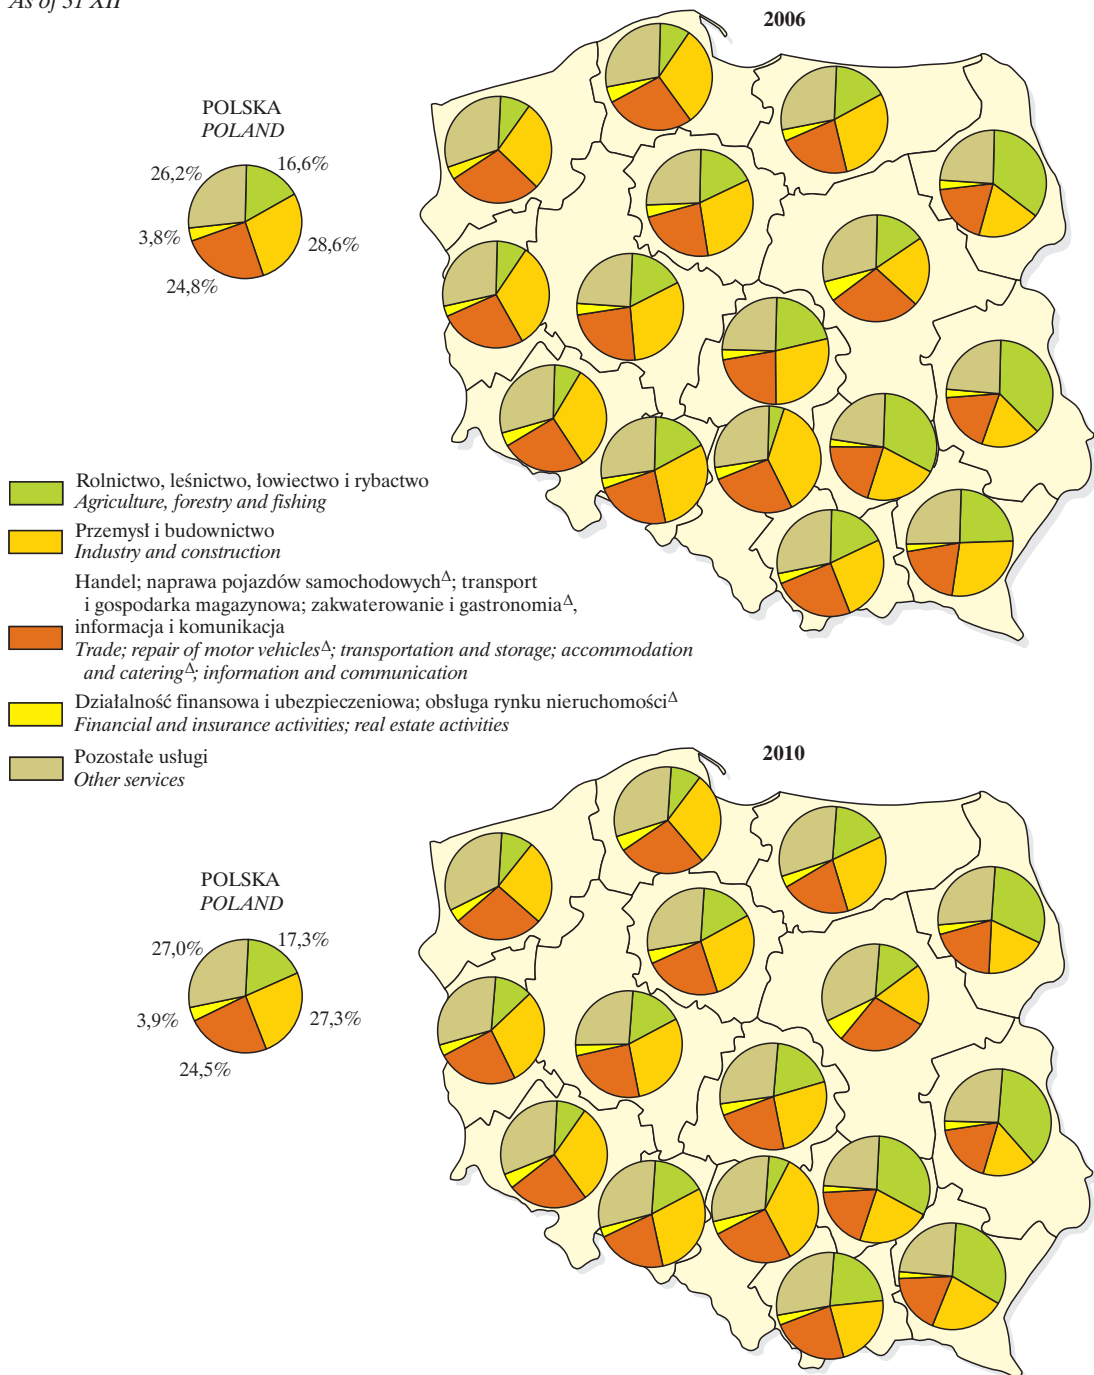 As of 31 XII
2006
POLSKA
POLAND
26,2%
16,6%
3,8%
28,6%
24,8%
Rolnictwo, leśnictwo, łowiectwo i rybactwo
Agriculture, forestry and fishing
Przemysł i budownictwo
Industry and construction
Handel; naprawa pojazdów samochodowych∆; transport
i gospodarka magazynowa; zakwaterowanie i gastronomia∆,
informacja i komunikacja
Trade; repair of motor vehicles∆; transportation and storage; accommodation
and catering∆; information and communication
Działalność finansowa i ubezpieczeniowa; obsługa rynku nieruchomości∆
Financial and insurance activities; real estate activities
Pozostałe usługi
Other services
2010
POLSKA
POLAND
27,0%
17,3%
3,9%
27,3%
24,5%